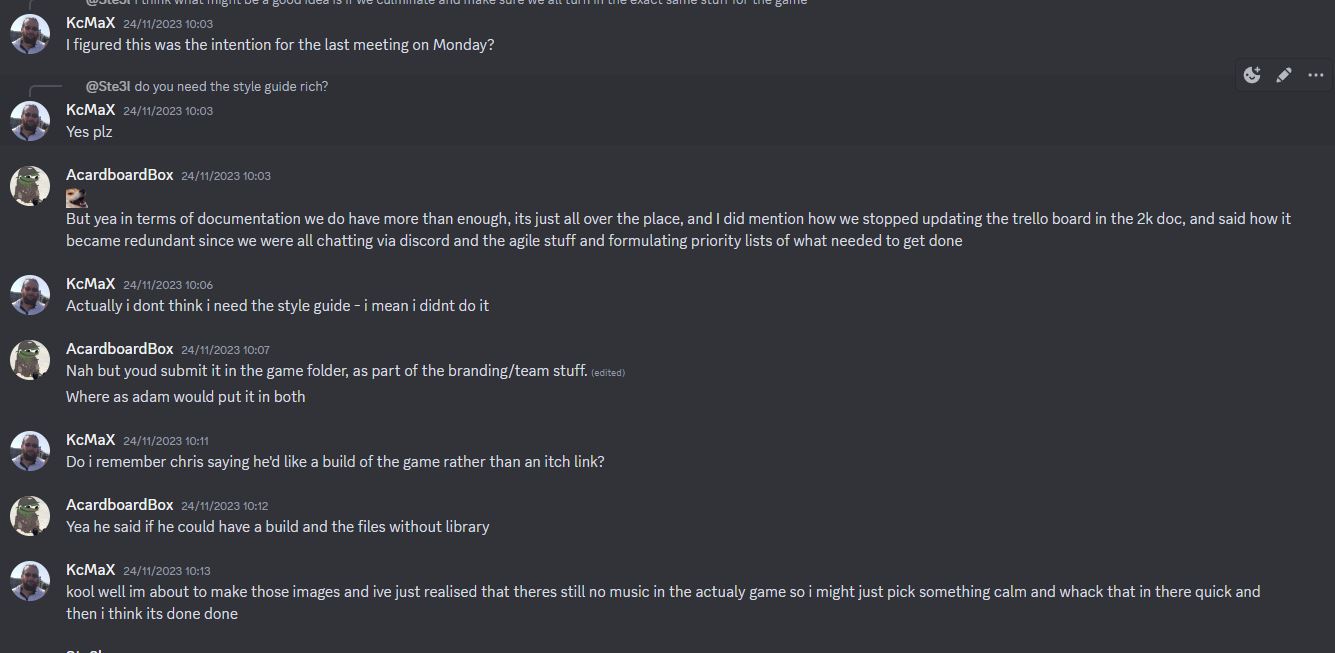 @Ste3l I think what might be a good idea is if we culminate and make sure we all turn in the exact same stuff for the game
KcMaX 24/11/2023 10:03
I figured this was the intention for the last meeting on Monday?
@Ste3l do you need the style guide rich?
KcMaX 24/11/2023 10:03
Yes plz
AcardboardBox 24/11/2023 10:03
But yea in terms of documentation we do have more than enough, its just all over the place, and I did mention how we stopped updating the trello board in the 2k doc, and said how it
became redundant since we were all chatting via discord and the agile stuff and formulating priority lists of what needed to get done
KcMaX 24/11/2023 10:06
Actually i dont think i need the style guide - i mean i didnt do it
AcardboardBox 24/11/2023 10:07
Nah but youd submit it in the game folder, as part of the branding/team stuff. (edited)
Where as adam would put it in both
KcMaX 24/11/2023 10:11
Do i remember chris saying he'd like a build of the game rather than an itch link?
AcardboardBox 24/11/2023 10:12
Yea he said if he could have a build and the files without library
KcMaX 24/11/2023 10:13
kool well im about to make those images and ive just realised that theres still no music in the actualy game so i might just pick something calm and whack that in there quick and
then i think its done done